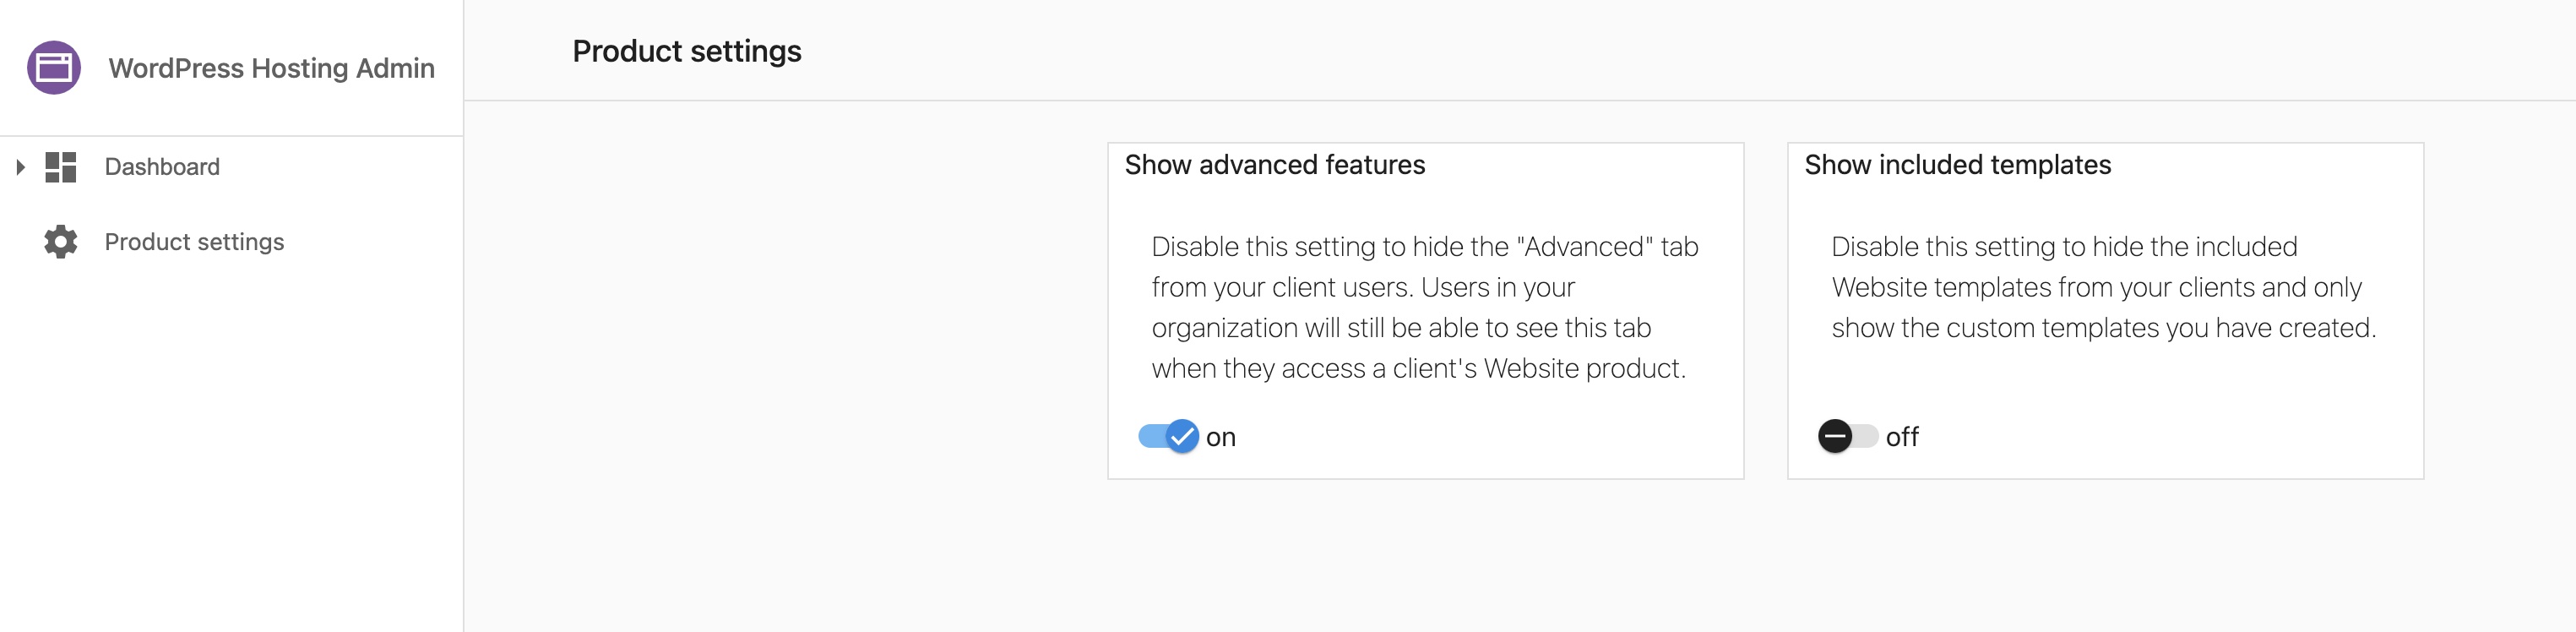 WordPress Hosting Admin
Dashboard
Product settings
Product settings
Show advanced features
Disable this setting to hide the "Advanced" tab
from your client users. Users in your
organization will still be able to see this tab
when they access a client's Website product.
on
Show included templates
Disable this setting to hide the included
Website templates from your clients and only
show the custom templates you have created.
off